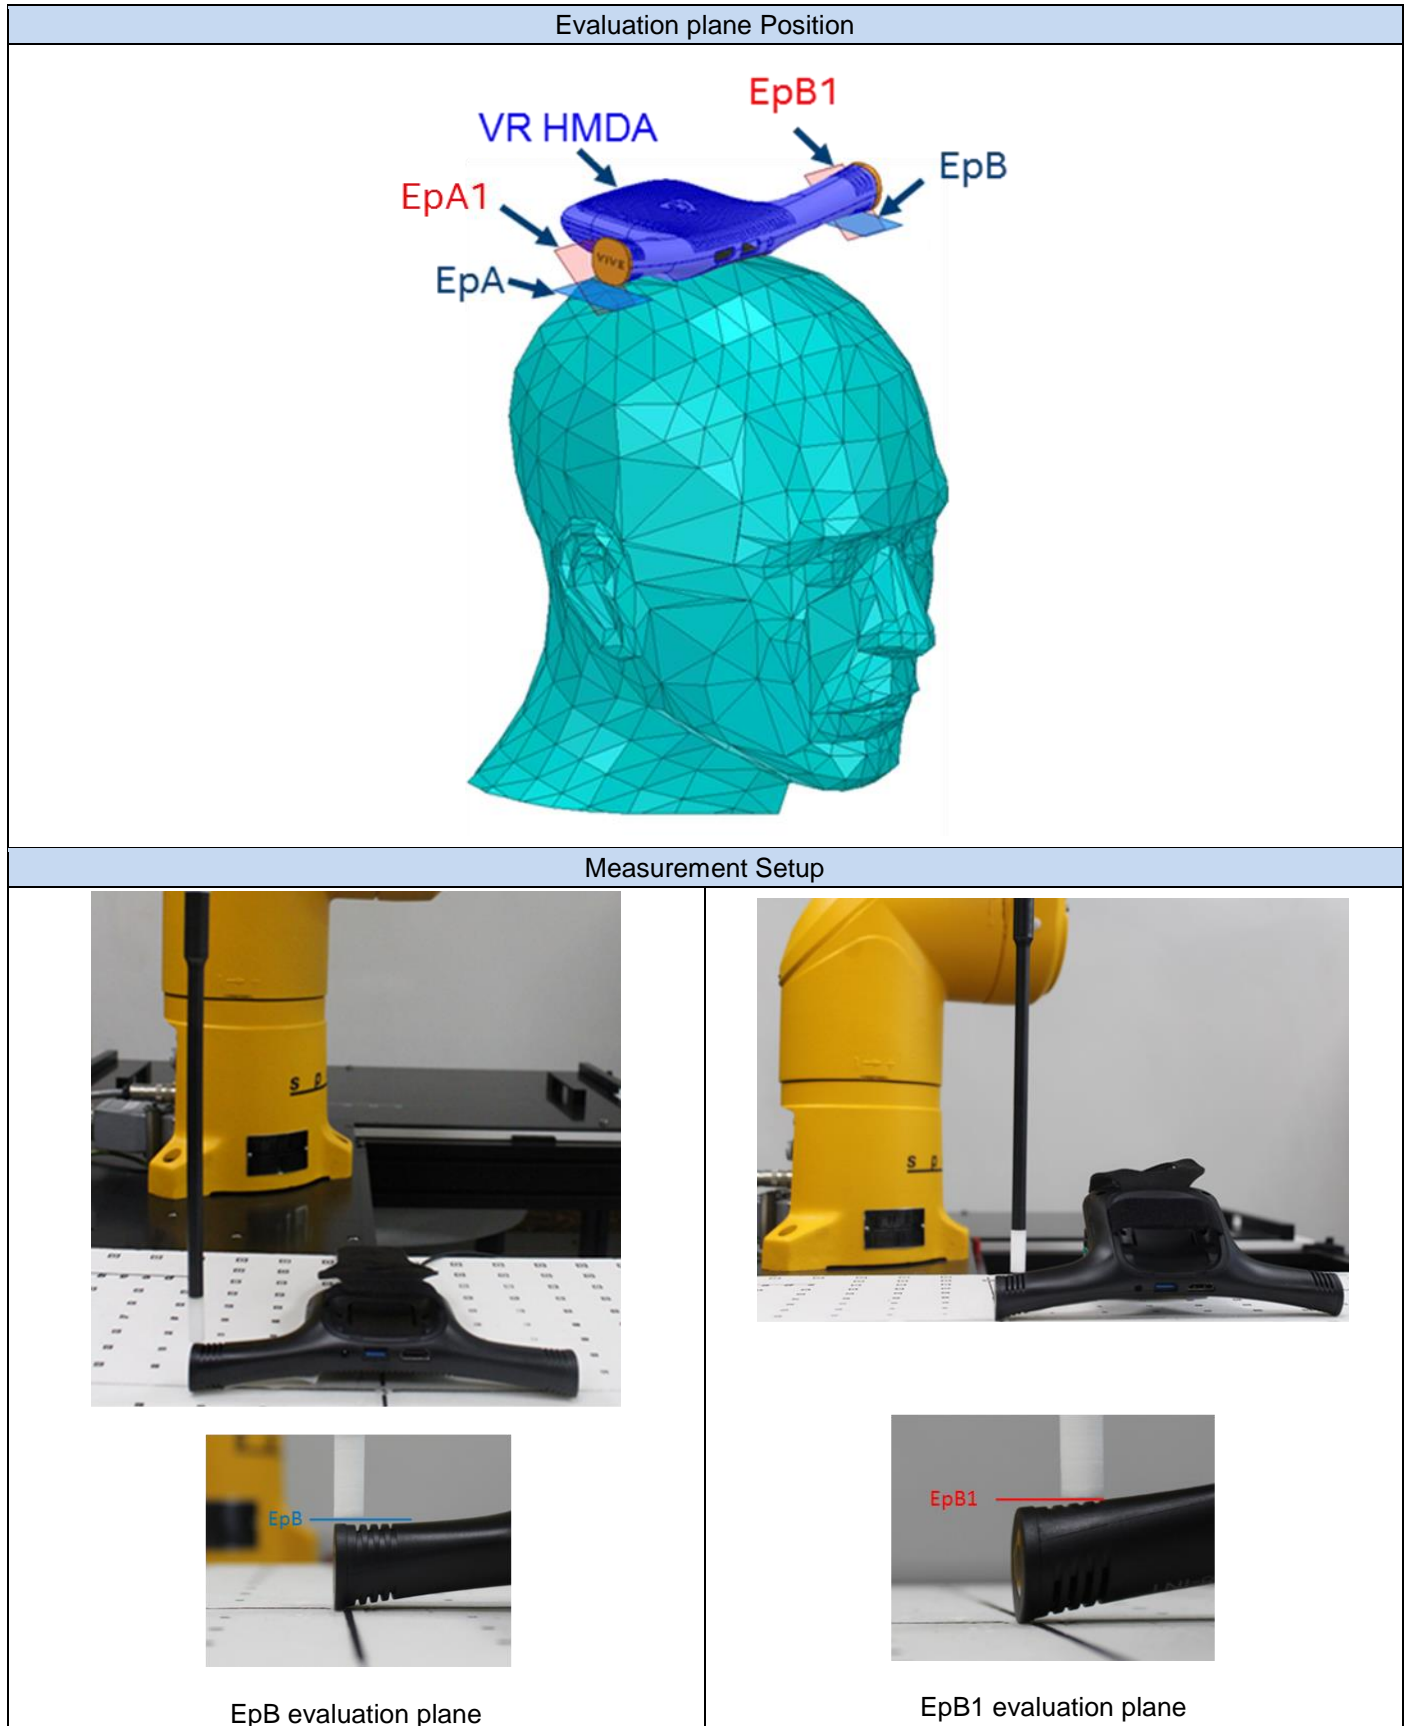 Evaluation plane Position
EpB1
VR HMDA
EpB
EpA1
VIVE
EpA
Measurement Setup
s p
s p
EpB
EpB1
EpB evaluation plane
EpB1 evaluation plane